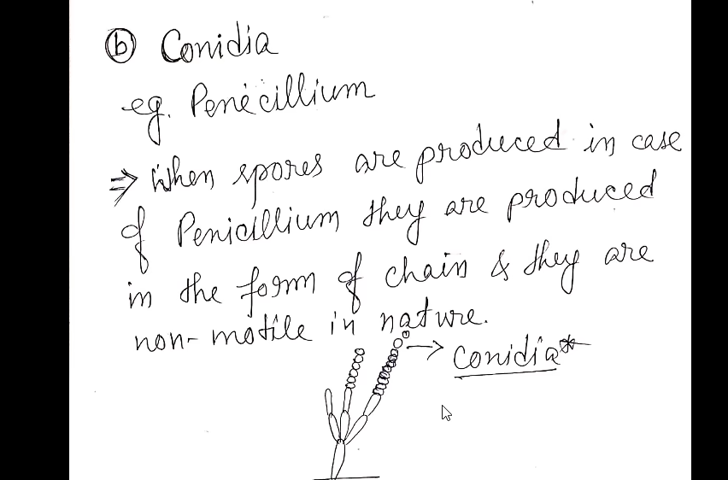 ⓑ Conidia
eg. Penicillium
⇒ When spores are produced in case
of Penicillium they are produced
in the form of chain & they are
non-motile in nature.
→ Conidia*